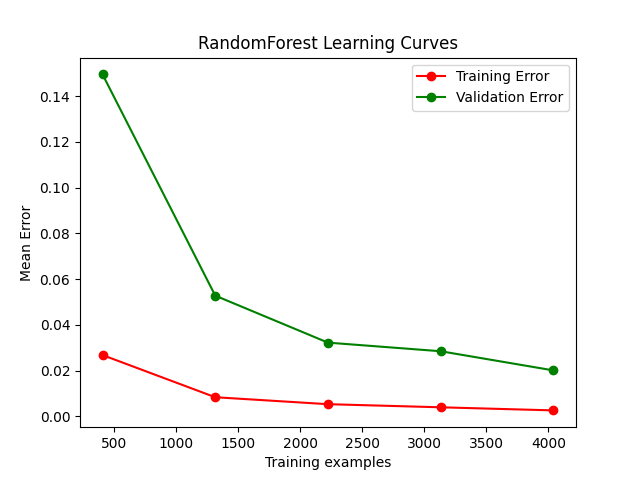 RandomForest Learning Curves
Training Error
Validation Error
Mean Error
0.14
0.12
0.10
0.08
0.06
0.04
0.02
0.00
500 1000 1500 2000 2500 3000 3500 4000
Training examples